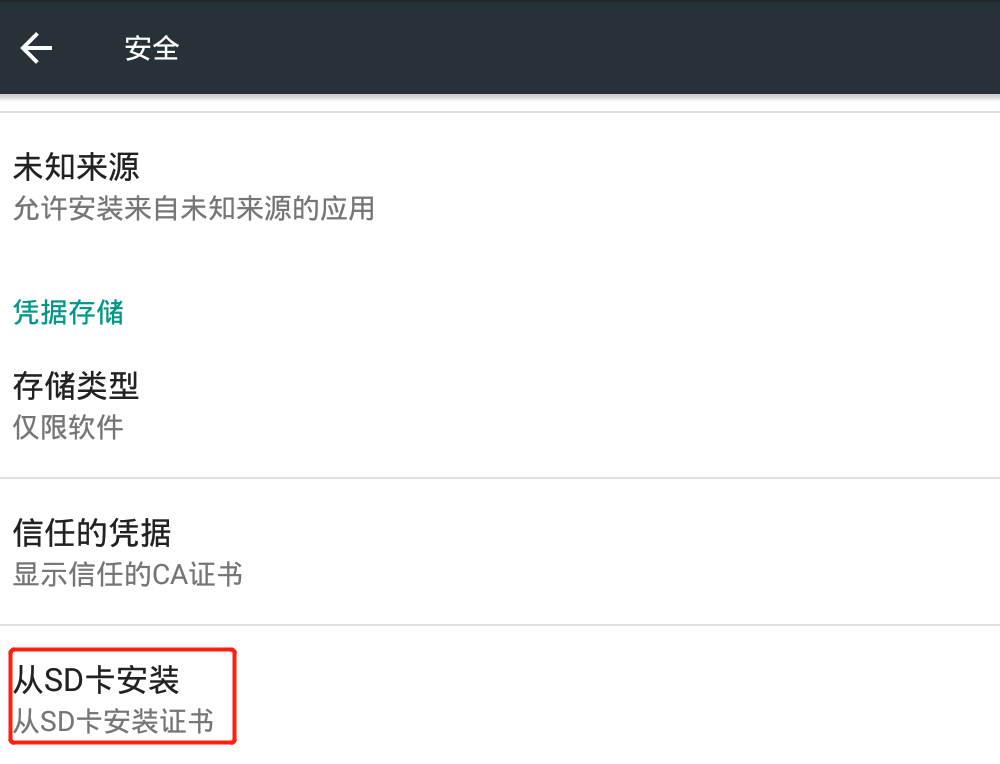 安全
未知来源
允许安装来自未知来源的应用
凭据存储
存储类型
仅限软件
信任的凭据
显示信任的CA证书
从SD卡安装
从SD卡安装证书